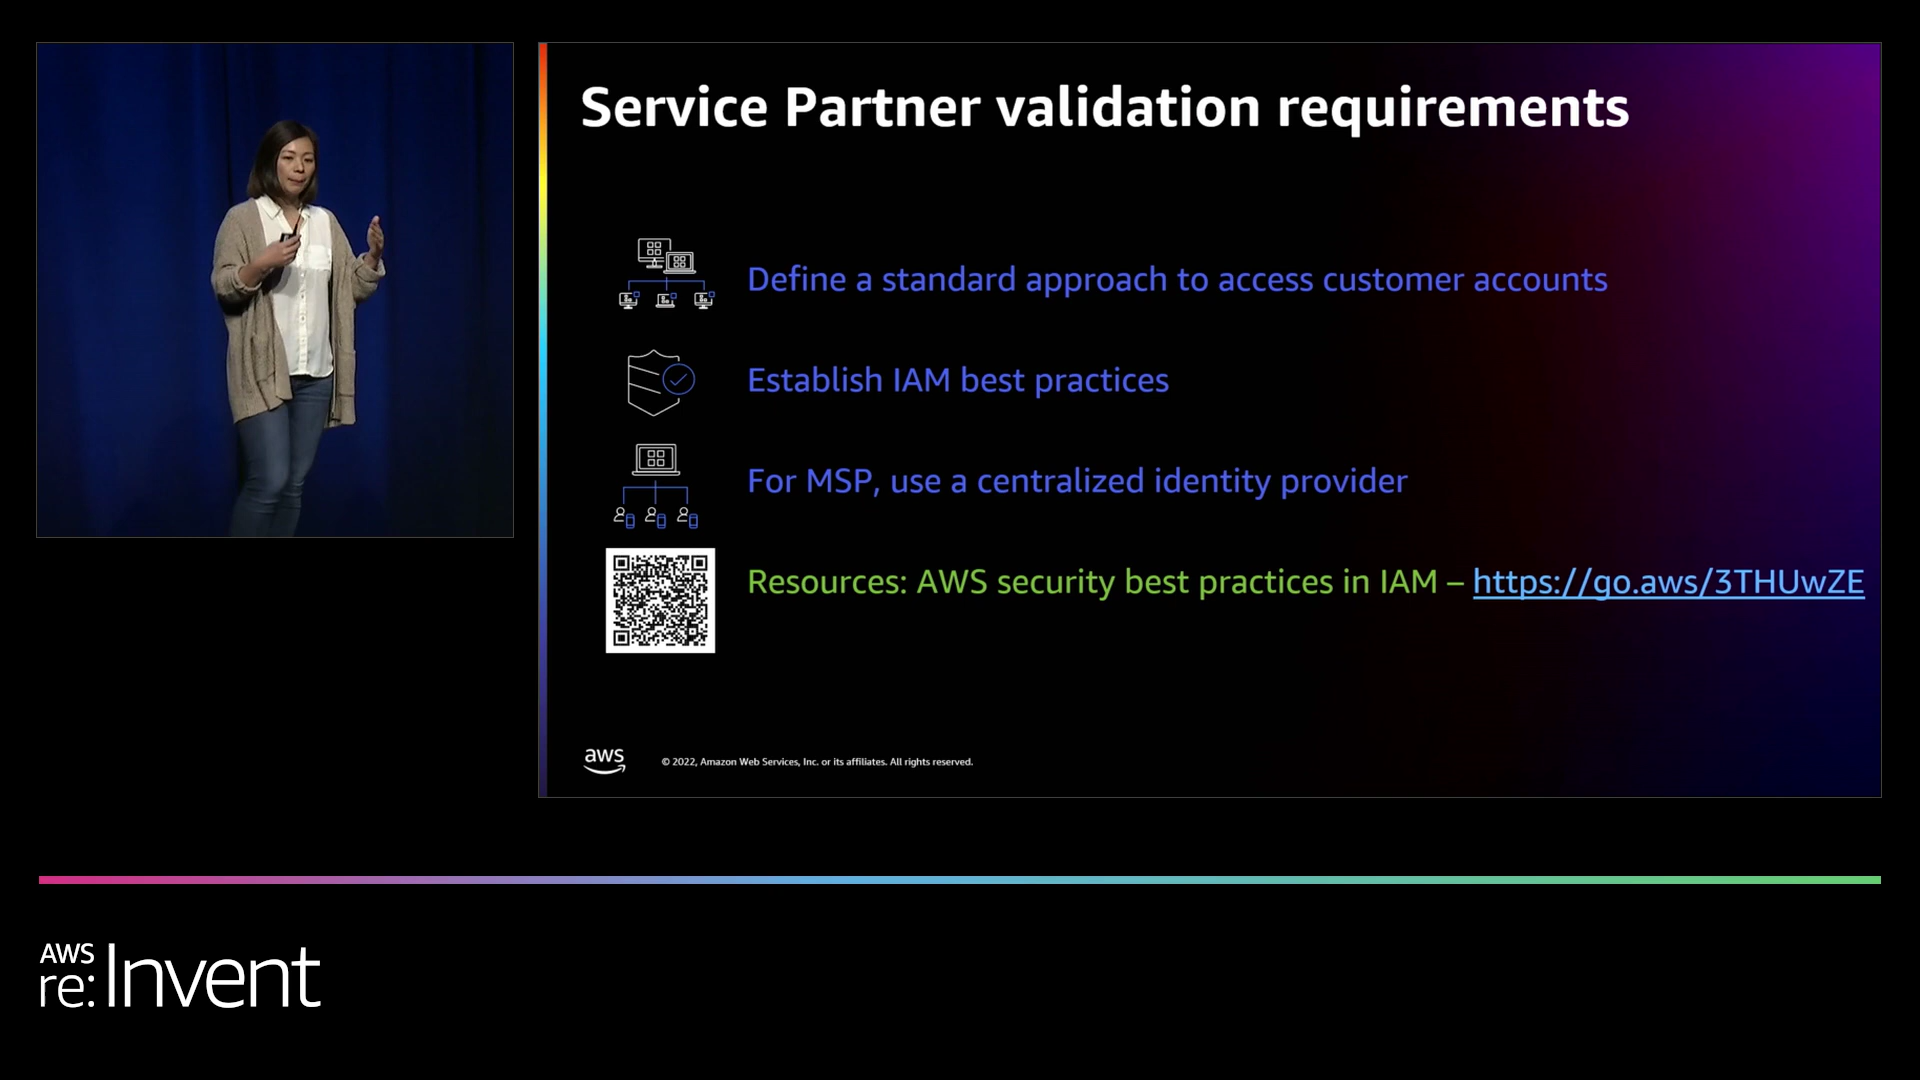 Service Partner validation requirements
Define a standard approach to access customer accounts
Establish IAM best practices
For MSP, use a centralized identity provider
Resources: AWS security best practices in IAM – https://go.aws/3THUwZE
aws
© 2022, Amazon Web Services, Inc. or its affiliates. All rights reserved.
AWS
re:Invent